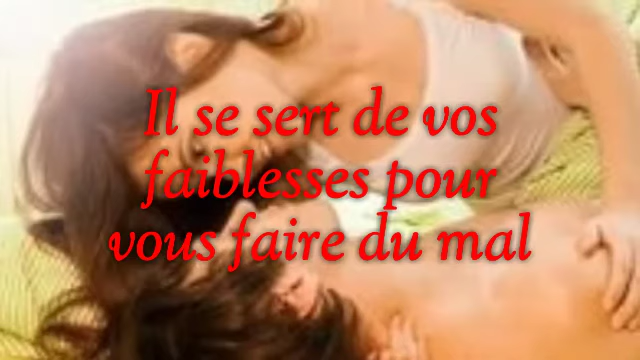 Il se sert de vos
faiblesses pour
vous faire du mal